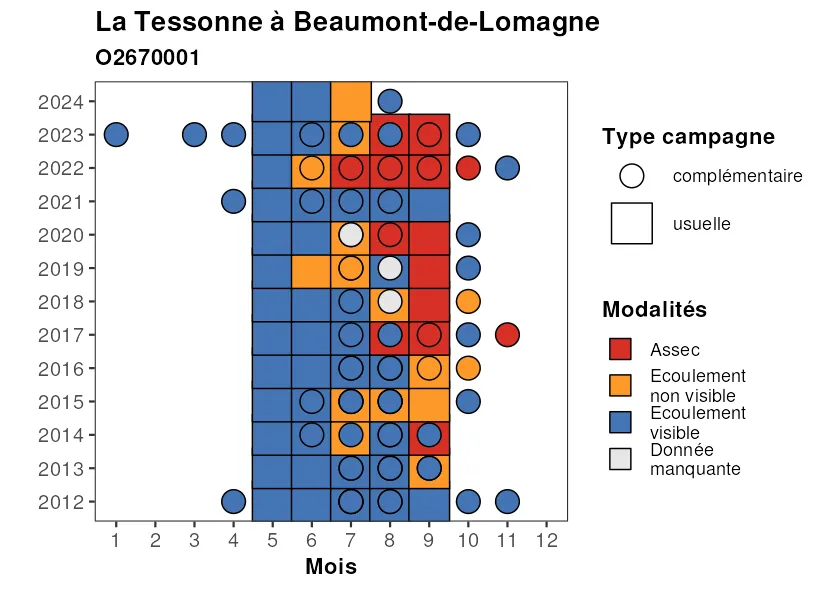 La Tessonne à Beaumont-de-Lomagne
O2670001
2024
2023
2022
2021
2020
2019
2018
2017
2016
2015
2014
2013
2012
1 2 3 4 5 6 7 8 9 10 11 12
Mois
Type campagne
complémentaire
usuelle
Modalités
Assec
Ecoulement
non visible
Ecoulement
visible
Donnée
manquante